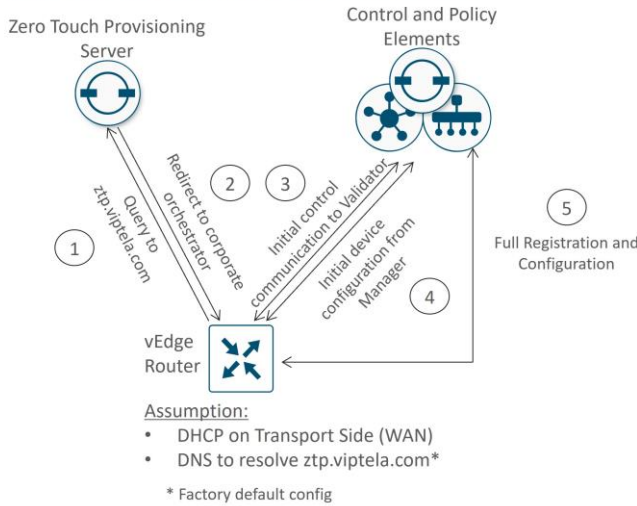 Zero Touch Provisioning
Server
Control and Policy
Elements
1
Query to
ztp.viptela.com
Redirect to corporate
orchestrator
2
3
Initial control
communication to Validator
Initial device
configuration from
Manager
4
5
Full Registration and
Configuration
vEdge
Router
Assumption:
• DHCP on Transport Side (WAN)
• DNS to resolve ztp.viptela.com*
* Factory default config